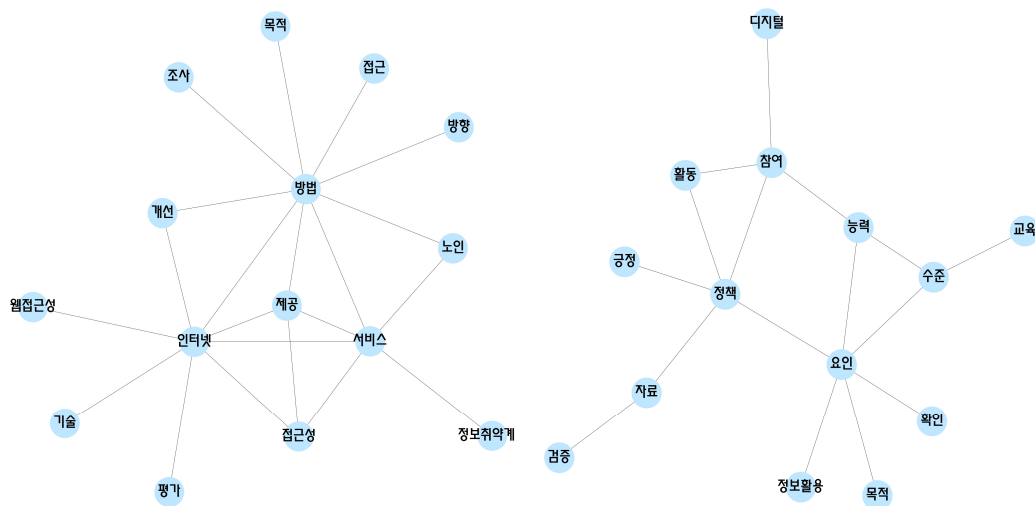 목적
조사
접근
방향
방법
개선
노인
제공
웹접근성
인터넷
서비스
기술
접근성
정보취약계
평가
디지털
참여
활동
능력
교육
긍정
수준
정책
요인
자료
확인
검증
정보활용
목적